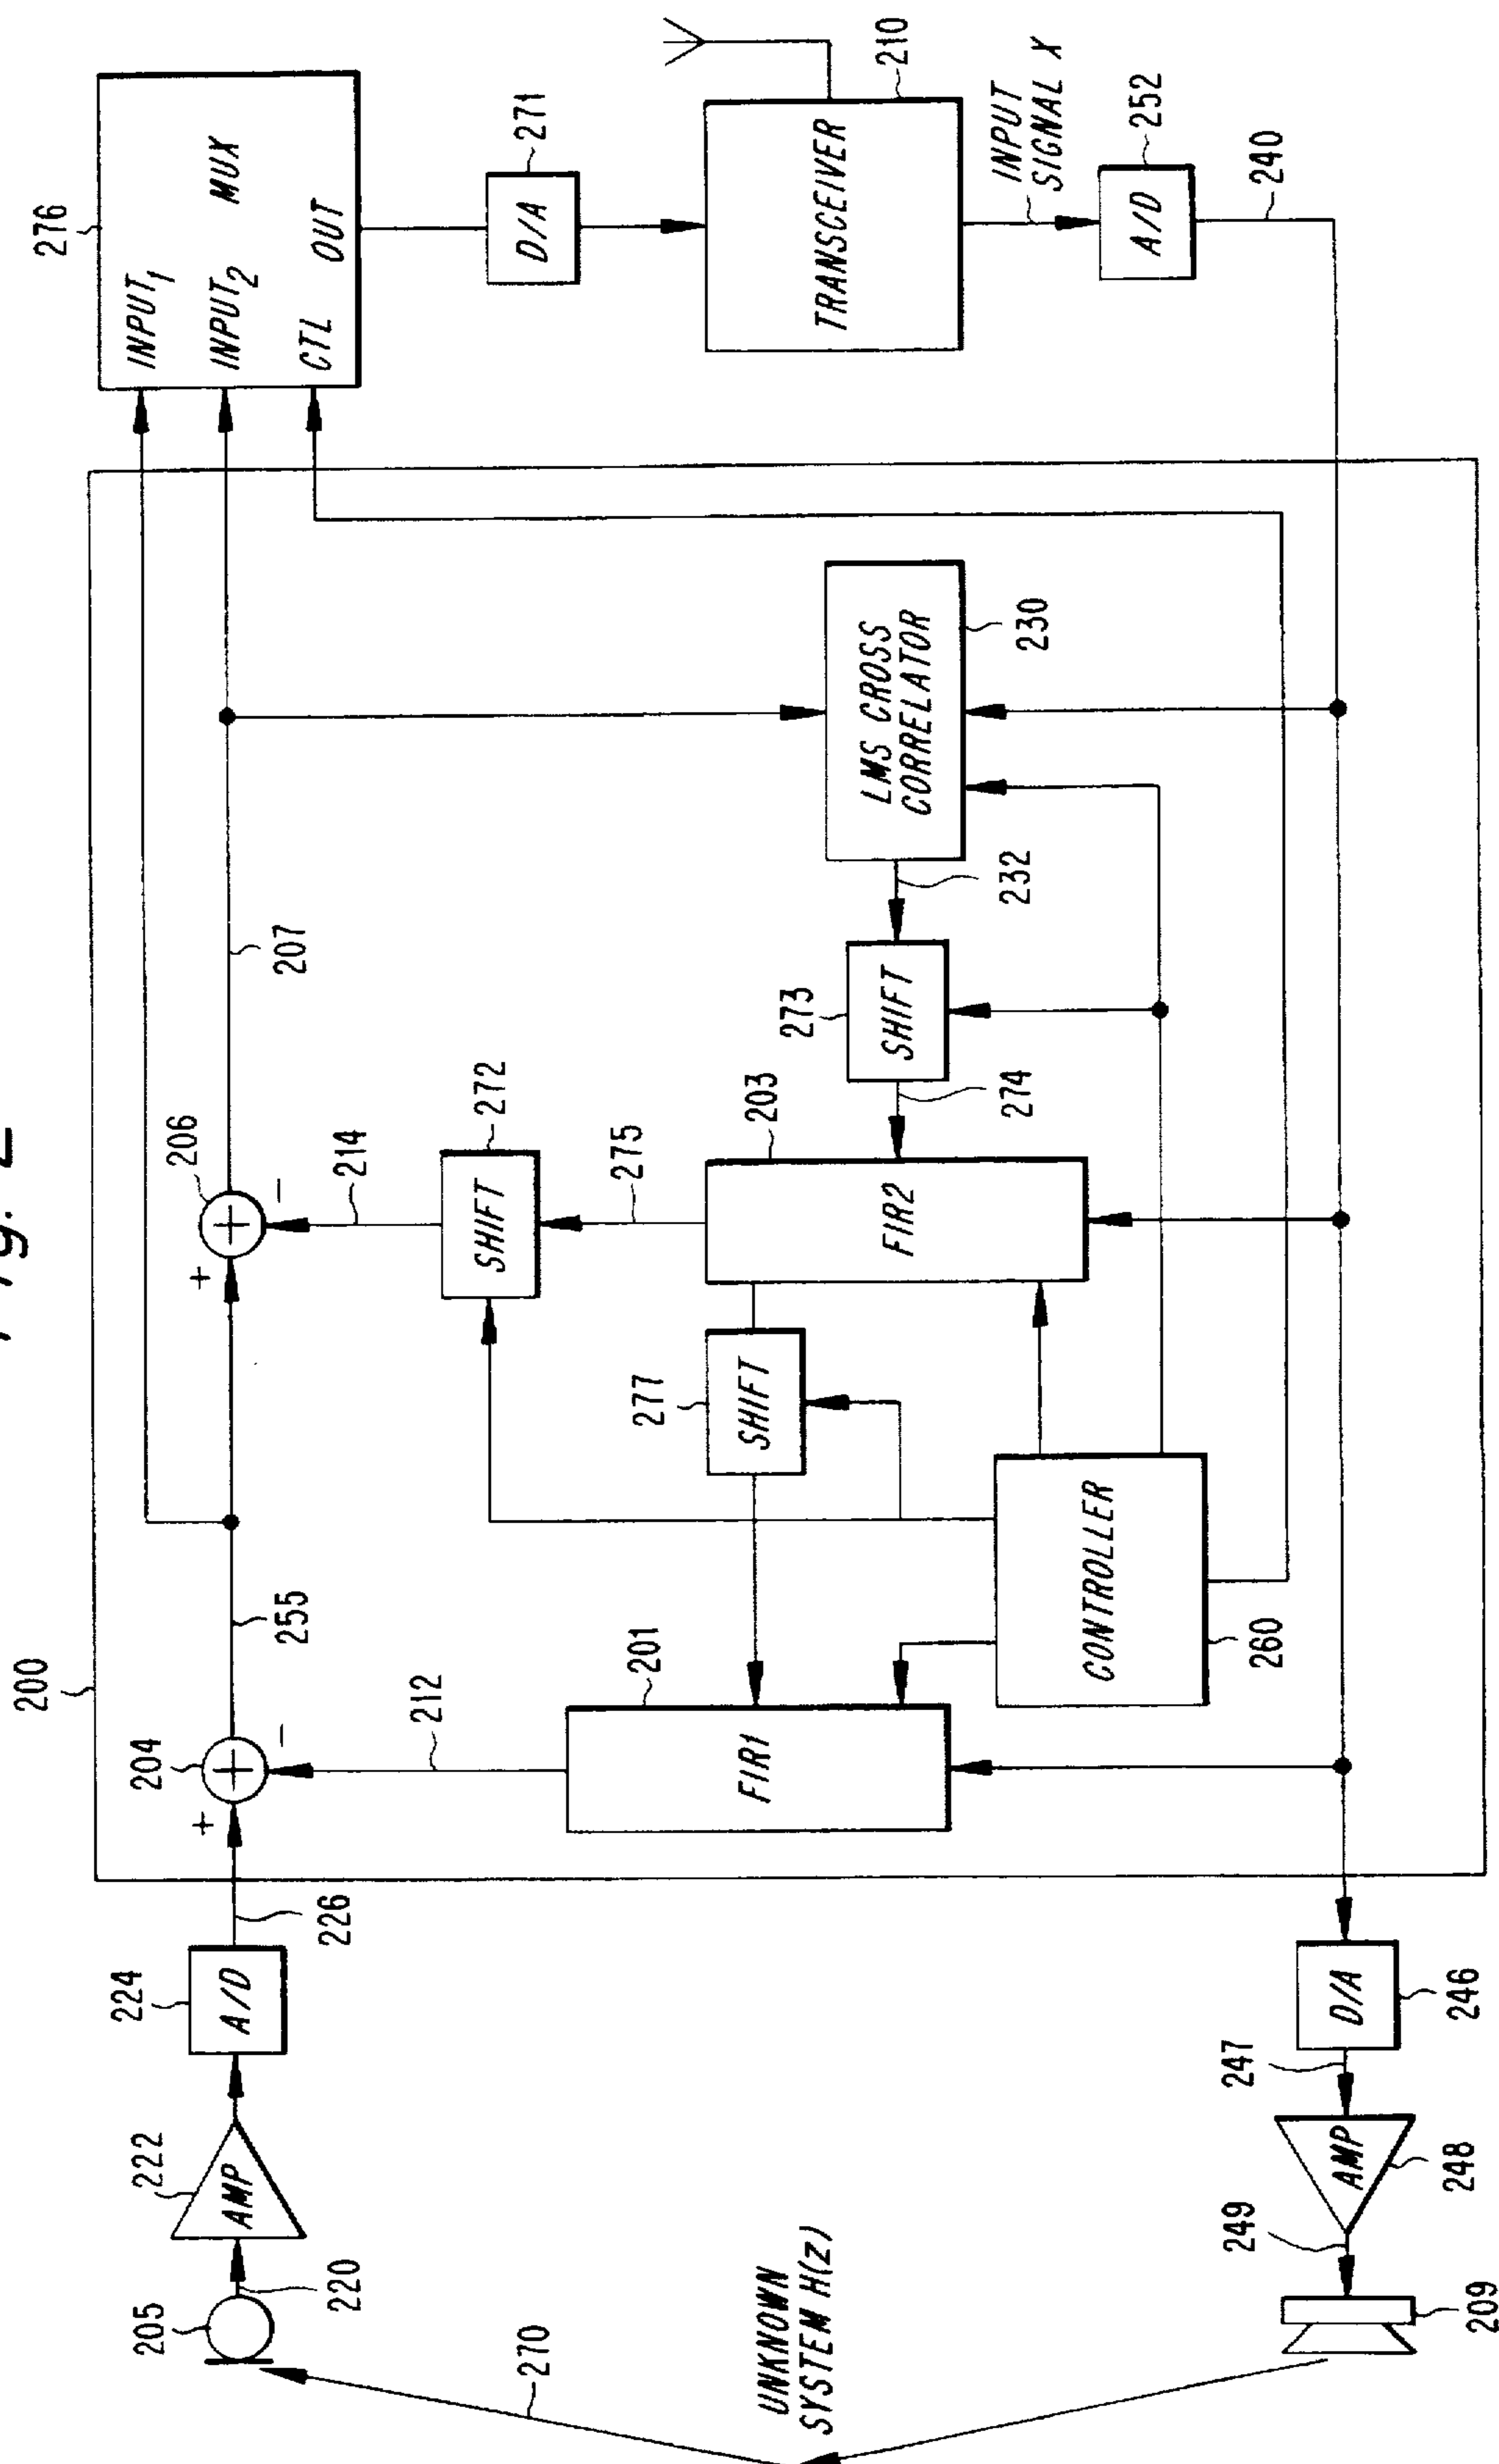 Fig. 2
200
276
INPUT1
INPUT2
MUX
CTL
OUT
271
D/A
TRANSCEIVER
210
INPUT
SIGNAL X
A/D
252
240
205
220
222
AMP
224
A/D
226
204
+
-
255
206
+
-
207
212
214
272
SHIFT
275
201
FIR1
277
SHIFT
203
FIR2
273
SHIFT
274
232
LMS CROSS
CORRELATOR
230
CONTROLLER
260
270
UNKNOWN
SYSTEM H(z)
209
249
AMP
248
247
D/A
246